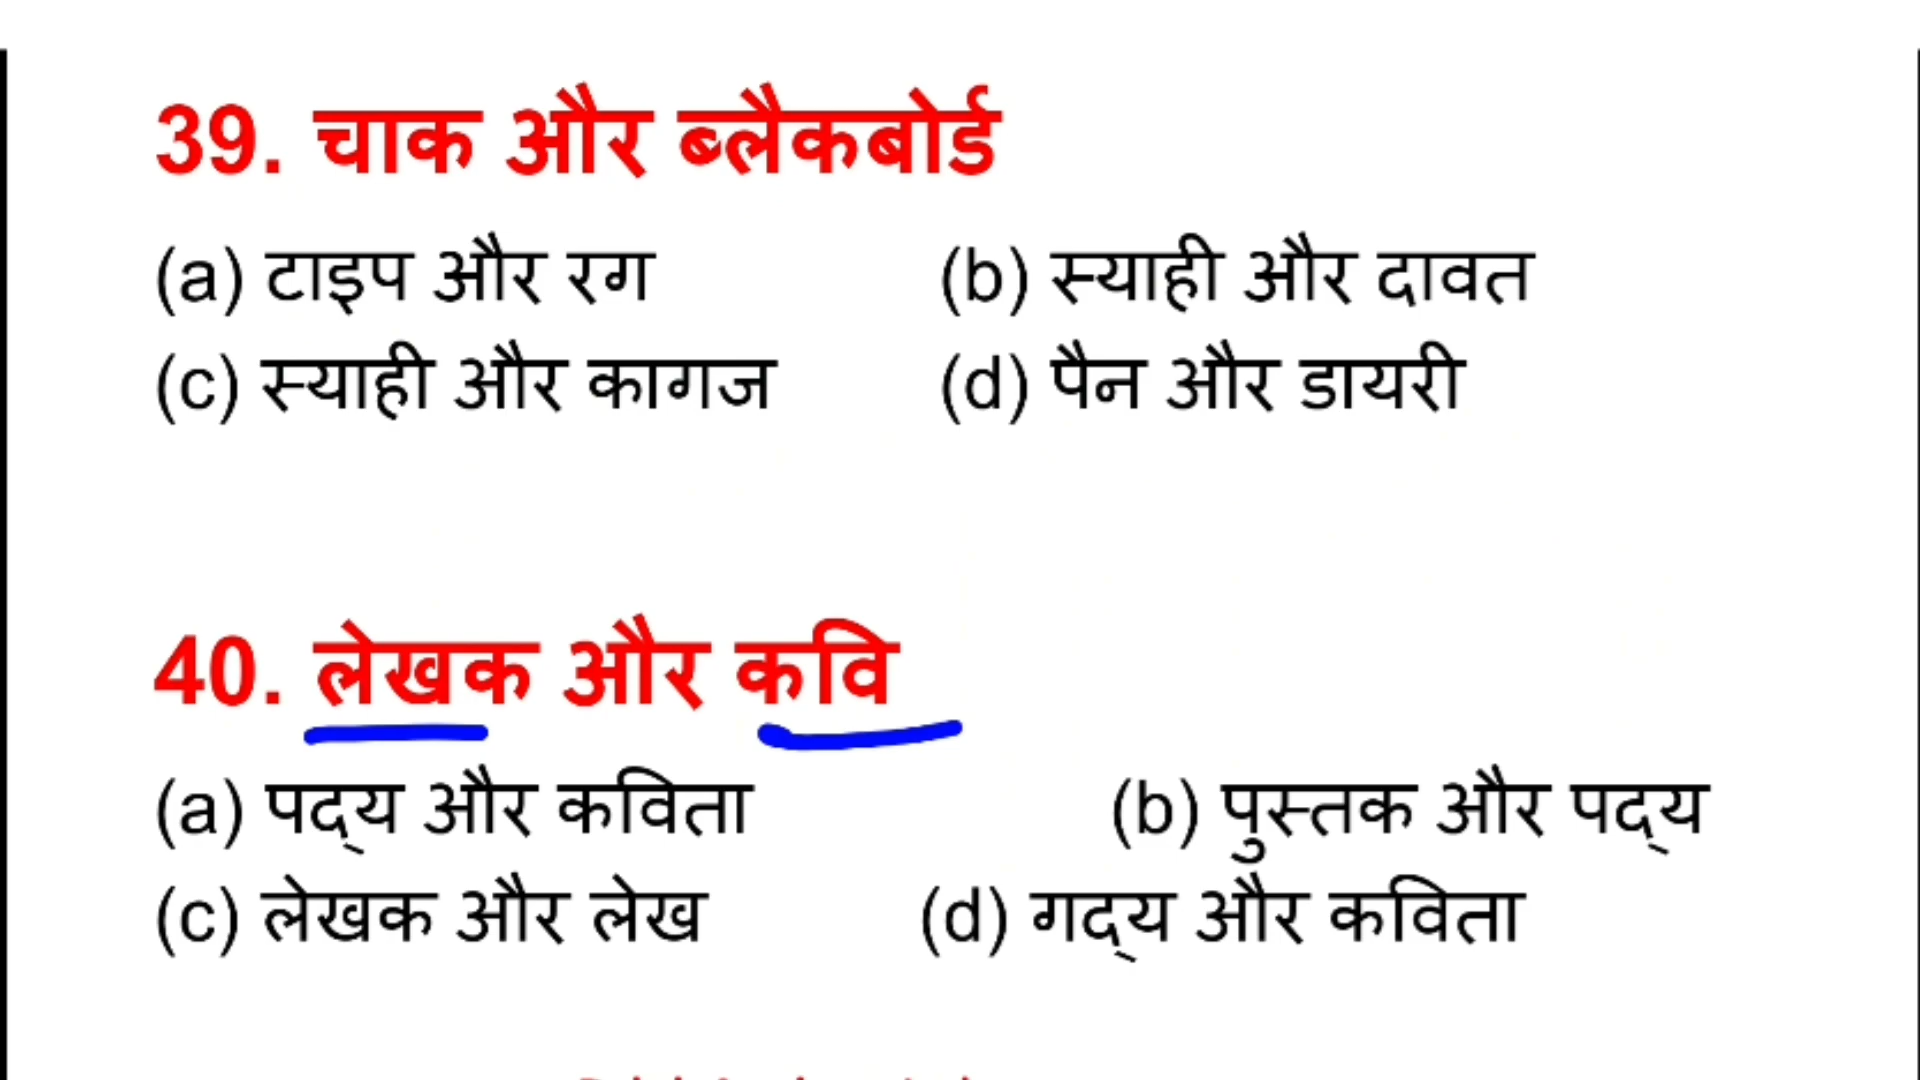 39. चाक और ब्लैकबोर्ड
(a) टाइप और रग (b) स्याही और दावत
(c) स्याही और कागज (d) पैन और डायरी
40. लेखक और कवि
(a) पद्य और कविता (b) पुस्तक और पद्य
(c) लेखक और लेख (d) गद्य और कविता